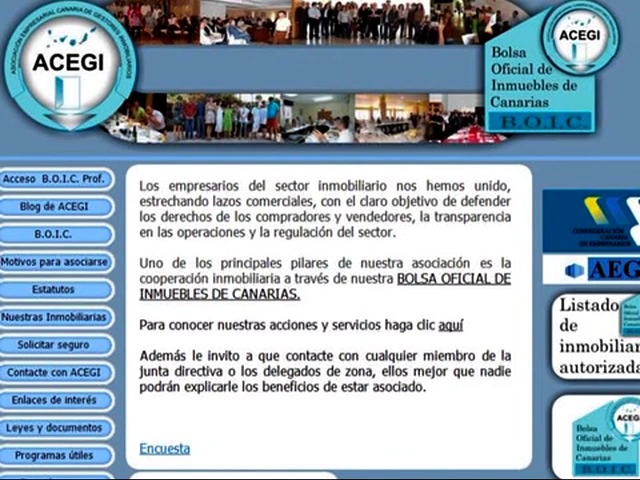 ASOCIACIÓN EMPRESARIAL CANARIA DE GESTORES INMOBILIARIOS
ACEGI
ACEGI
Bolsa
Oficial de
Inmuebles de
Canarias
B.O.I.C.
Acceso B.O.I.C. Prof.
Blog de ACEGI
B.O.I.C.
Motivos para asociarse
Estatutos
Nuestras Inmobiliarias
Solicitar seguro
Contacte con ACEGI
Enlaces de interés
Leyes y documentos
Programas útiles
Los empresarios del sector inmobiliario nos hemos unido,
estrechando lazos comerciales, con el claro objetivo de defender
los derechos de los compradores y vendedores, la transparencia
en las operaciones y la regulación del sector.
Uno de los principales pilares de nuestra asociación es la
cooperación inmobiliaria a través de nuestra BOLSA OFICIAL DE
INMUEBLES DE CANARIAS.
Para conocer nuestras acciones y servicios haga clic aquí
Además le invito a que contacte con cualquier miembro de la
junta directiva o los delegados de zona, ellos mejor que nadie
podrán explicarle los beneficios de estar asociado.
Encuesta
CONFEDERACIÓN
CANARIA
DE EMPRESARIOS
AEG
Listado
de
inmobiliar
autorizada
ACEGI
Bolsa
Oficial de
Inmuebles de
Canarias
B.O.I.C.